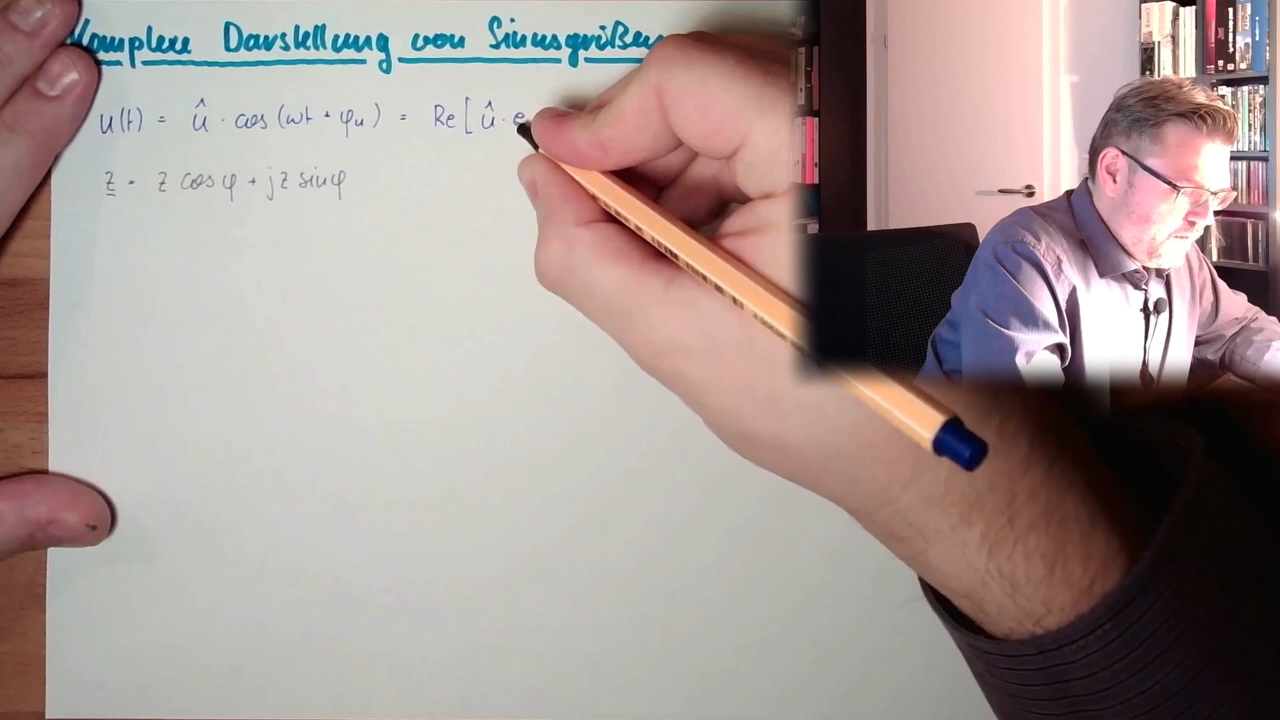 Komplexe Darstellung von Sinusgrößen
u(t) = û · cos (ωt + φu) = Re [ û · e
z = z cos φ + j z sin φ